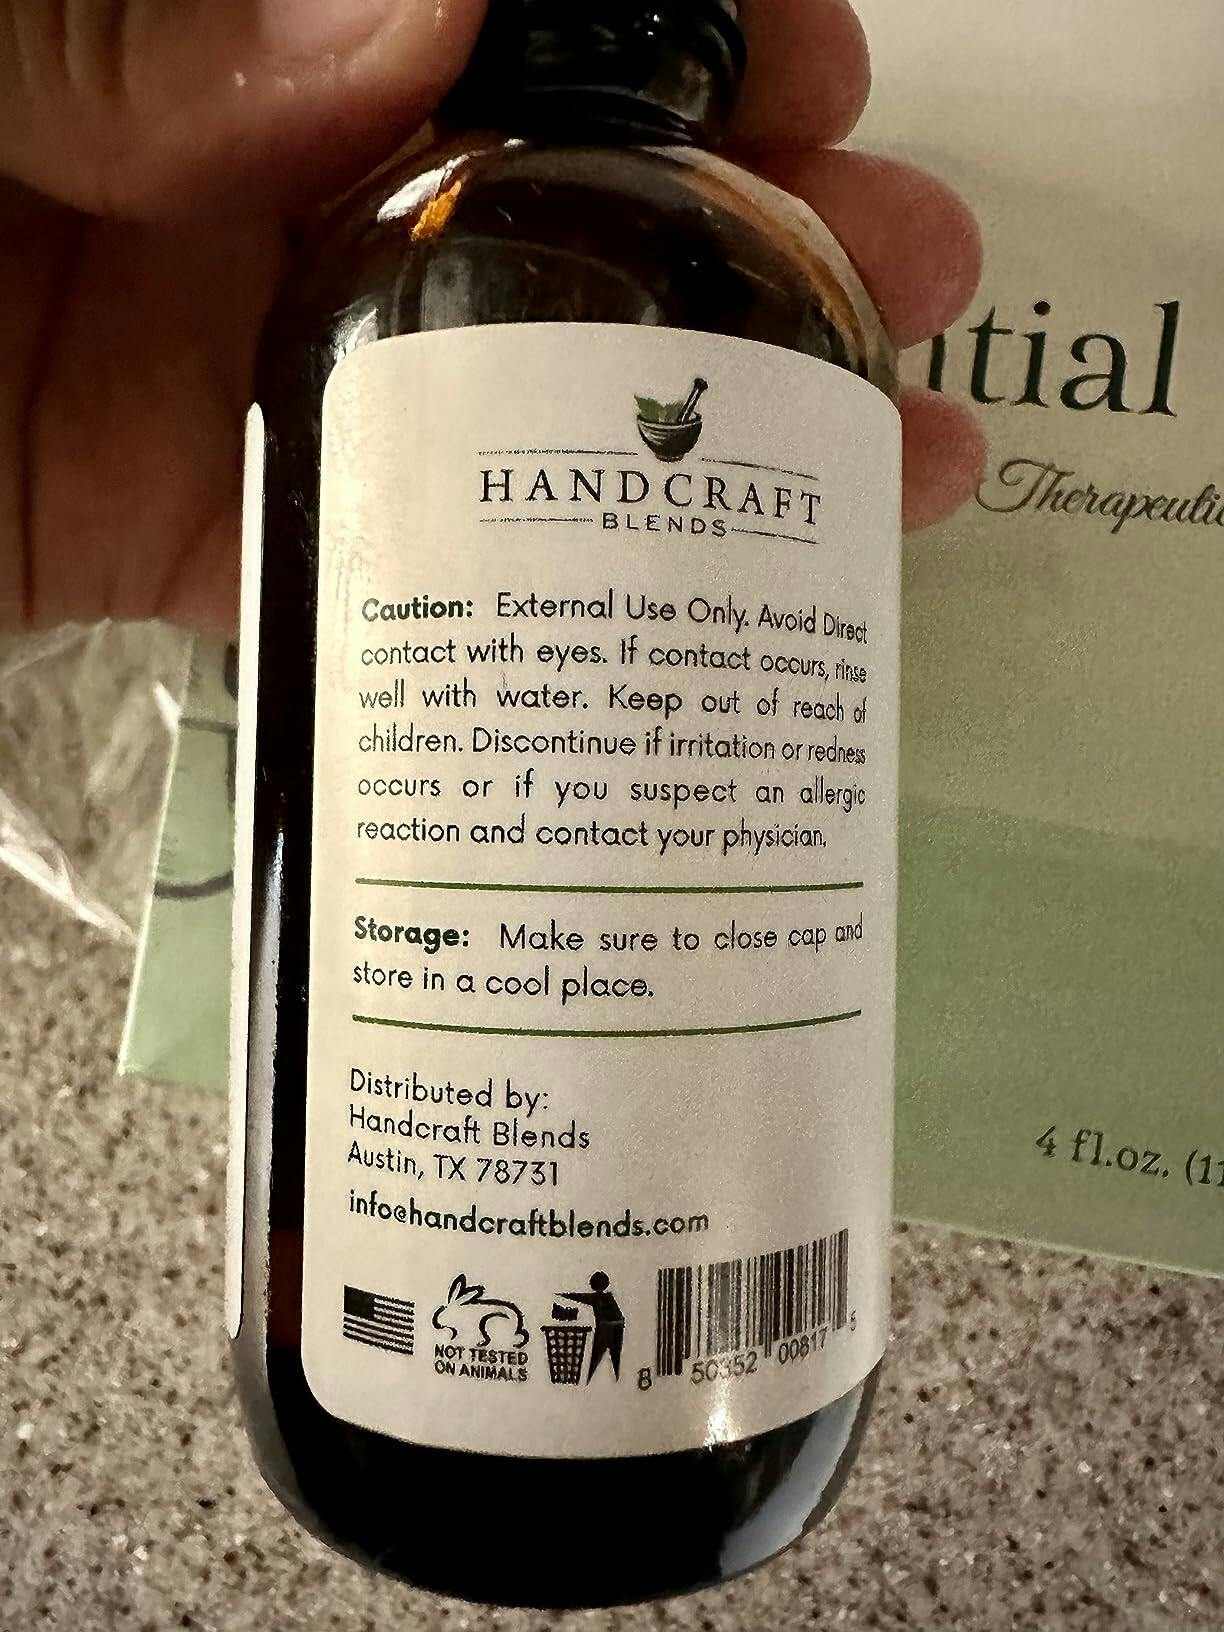 HANDCRAFT
BLENDS
Caution: External Use Only. Avoid Direct
contact with eyes. If contact occurs, rinse
well with water. Keep out of reach of
children. Discontinue if irritation or redness
occurs or if you suspect an allergic
reaction and contact your physician.
Storage: Make sure to close cap and
store in a cool place.
Distributed by:
Handcraft Blends
Austin, TX 78731
info@handcraftblends.com
NOT TESTED
ON ANIMALS
8 50352 00817 5
tial
Therapeutic
4 fl.oz. (11